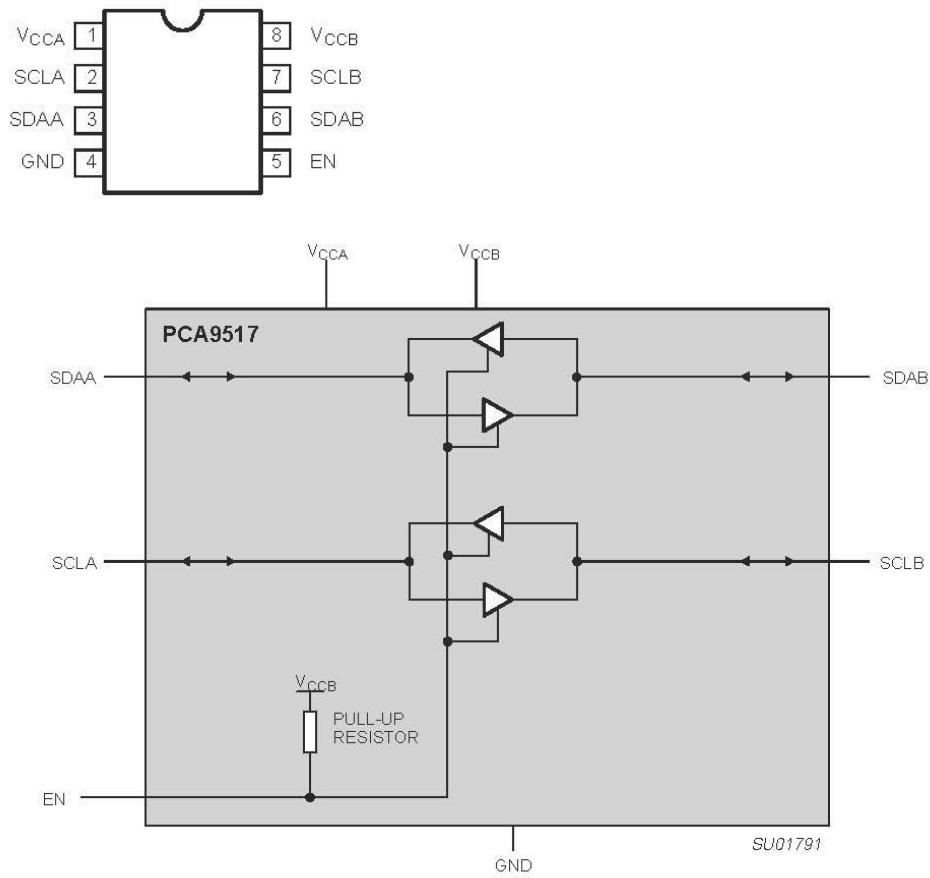 VCCA 1 8 VCCB
SCLA 2 7 SCLB
SDAA 3 6 SDAB
GND 4 5 EN
VCCA VCCB
PCA9517
SDAA SDAB
SCLA SCLB
VCCB
PULL-UP
RESISTOR
EN
SU01791
GND